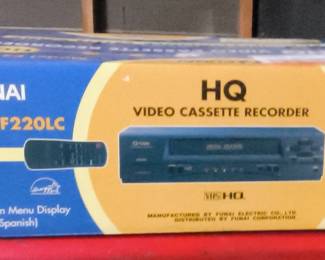 NAI
F220LC
HQ
VIDEO CASSETTE RECORDER
VHS HQ
n Menu Display
Spanish)
MANUFACTURED BY FUNAI ELECTRIC CO., LTD.
DISTRIBUTED BY FUNAI CORPORATION